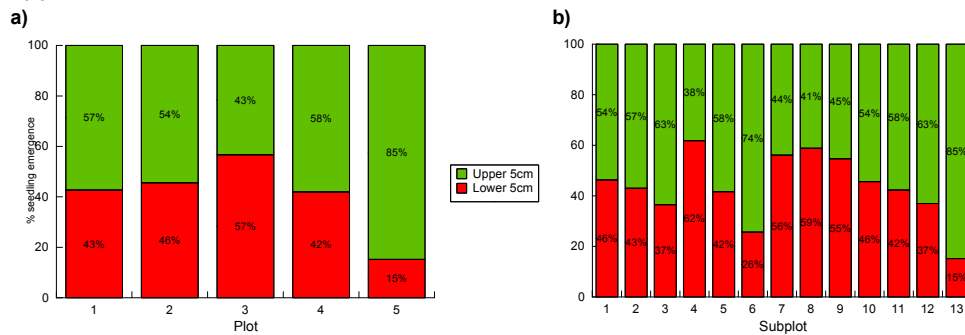 a)
% seedling emergence
100
80
60
40
20
0
57% 54% 43% 58% 85%
43% 46% 57% 42% 15%
1 2 3 4 5
Plot
Upper 5cm
Lower 5cm
b)
100
80
60
40
20
0
54% 57% 63% 38% 58% 74% 44% 41% 45% 54% 58% 63% 85%
46% 43% 37% 62% 42% 26% 56% 59% 55% 46% 42% 37% 15%
1 2 3 4 5 6 7 8 9 10 11 12 13
Subplot